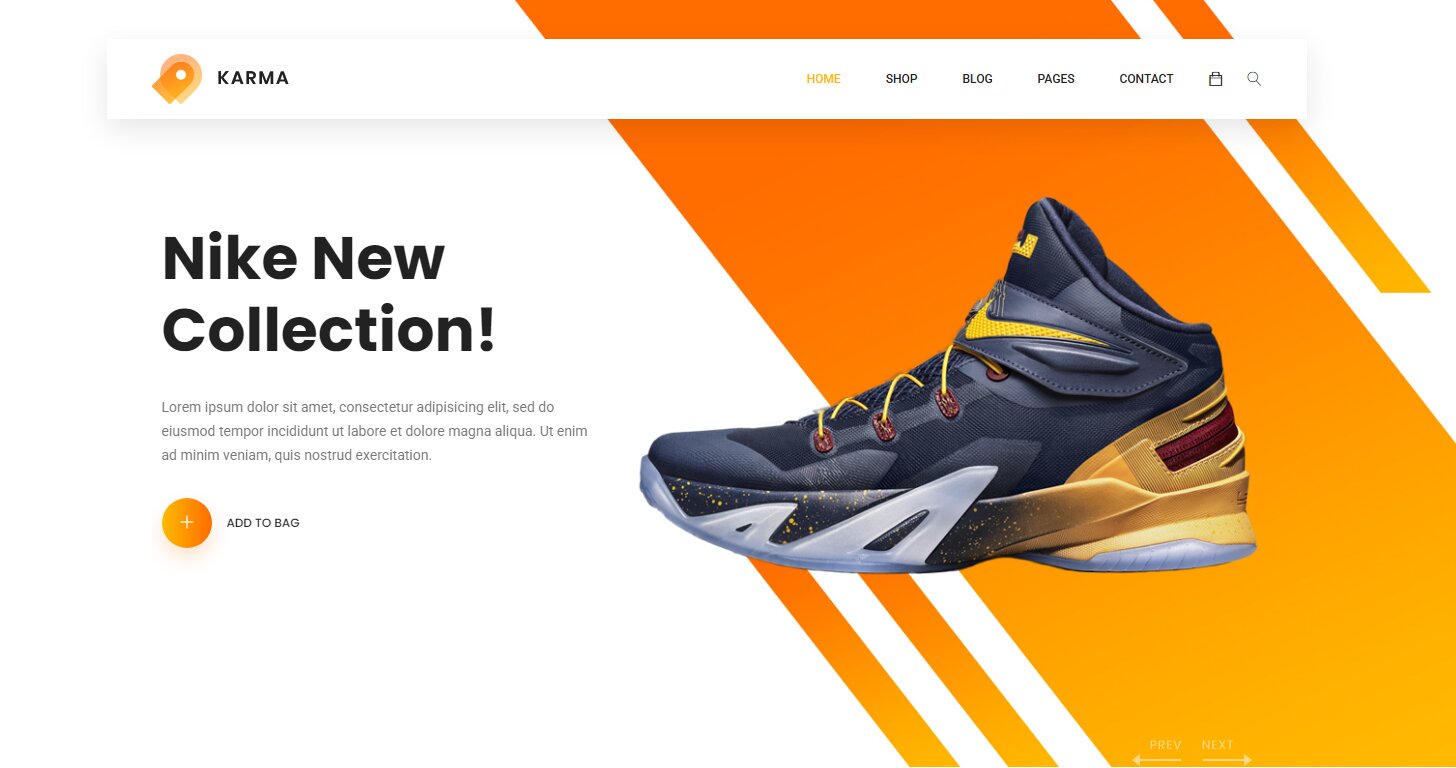 KARMA
HOME SHOP BLOG PAGES CONTACT
Nike New
Collection!
Lorem ipsum dolor sit amet, consectetur adipisicing elit, sed do
eiusmod tempor incididunt ut labore et dolore magna aliqua. Ut enim
ad minim veniam, quis nostrud exercitation.
ADD TO BAG
PREV NEXT